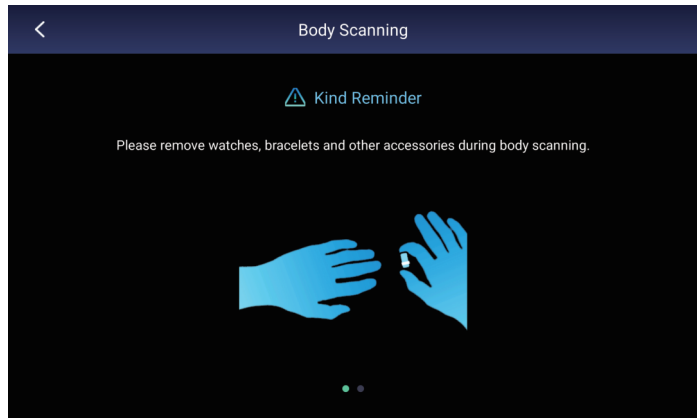 Body Scanning
Kind Reminder
Please remove watches, bracelets and other accessories during body scanning.